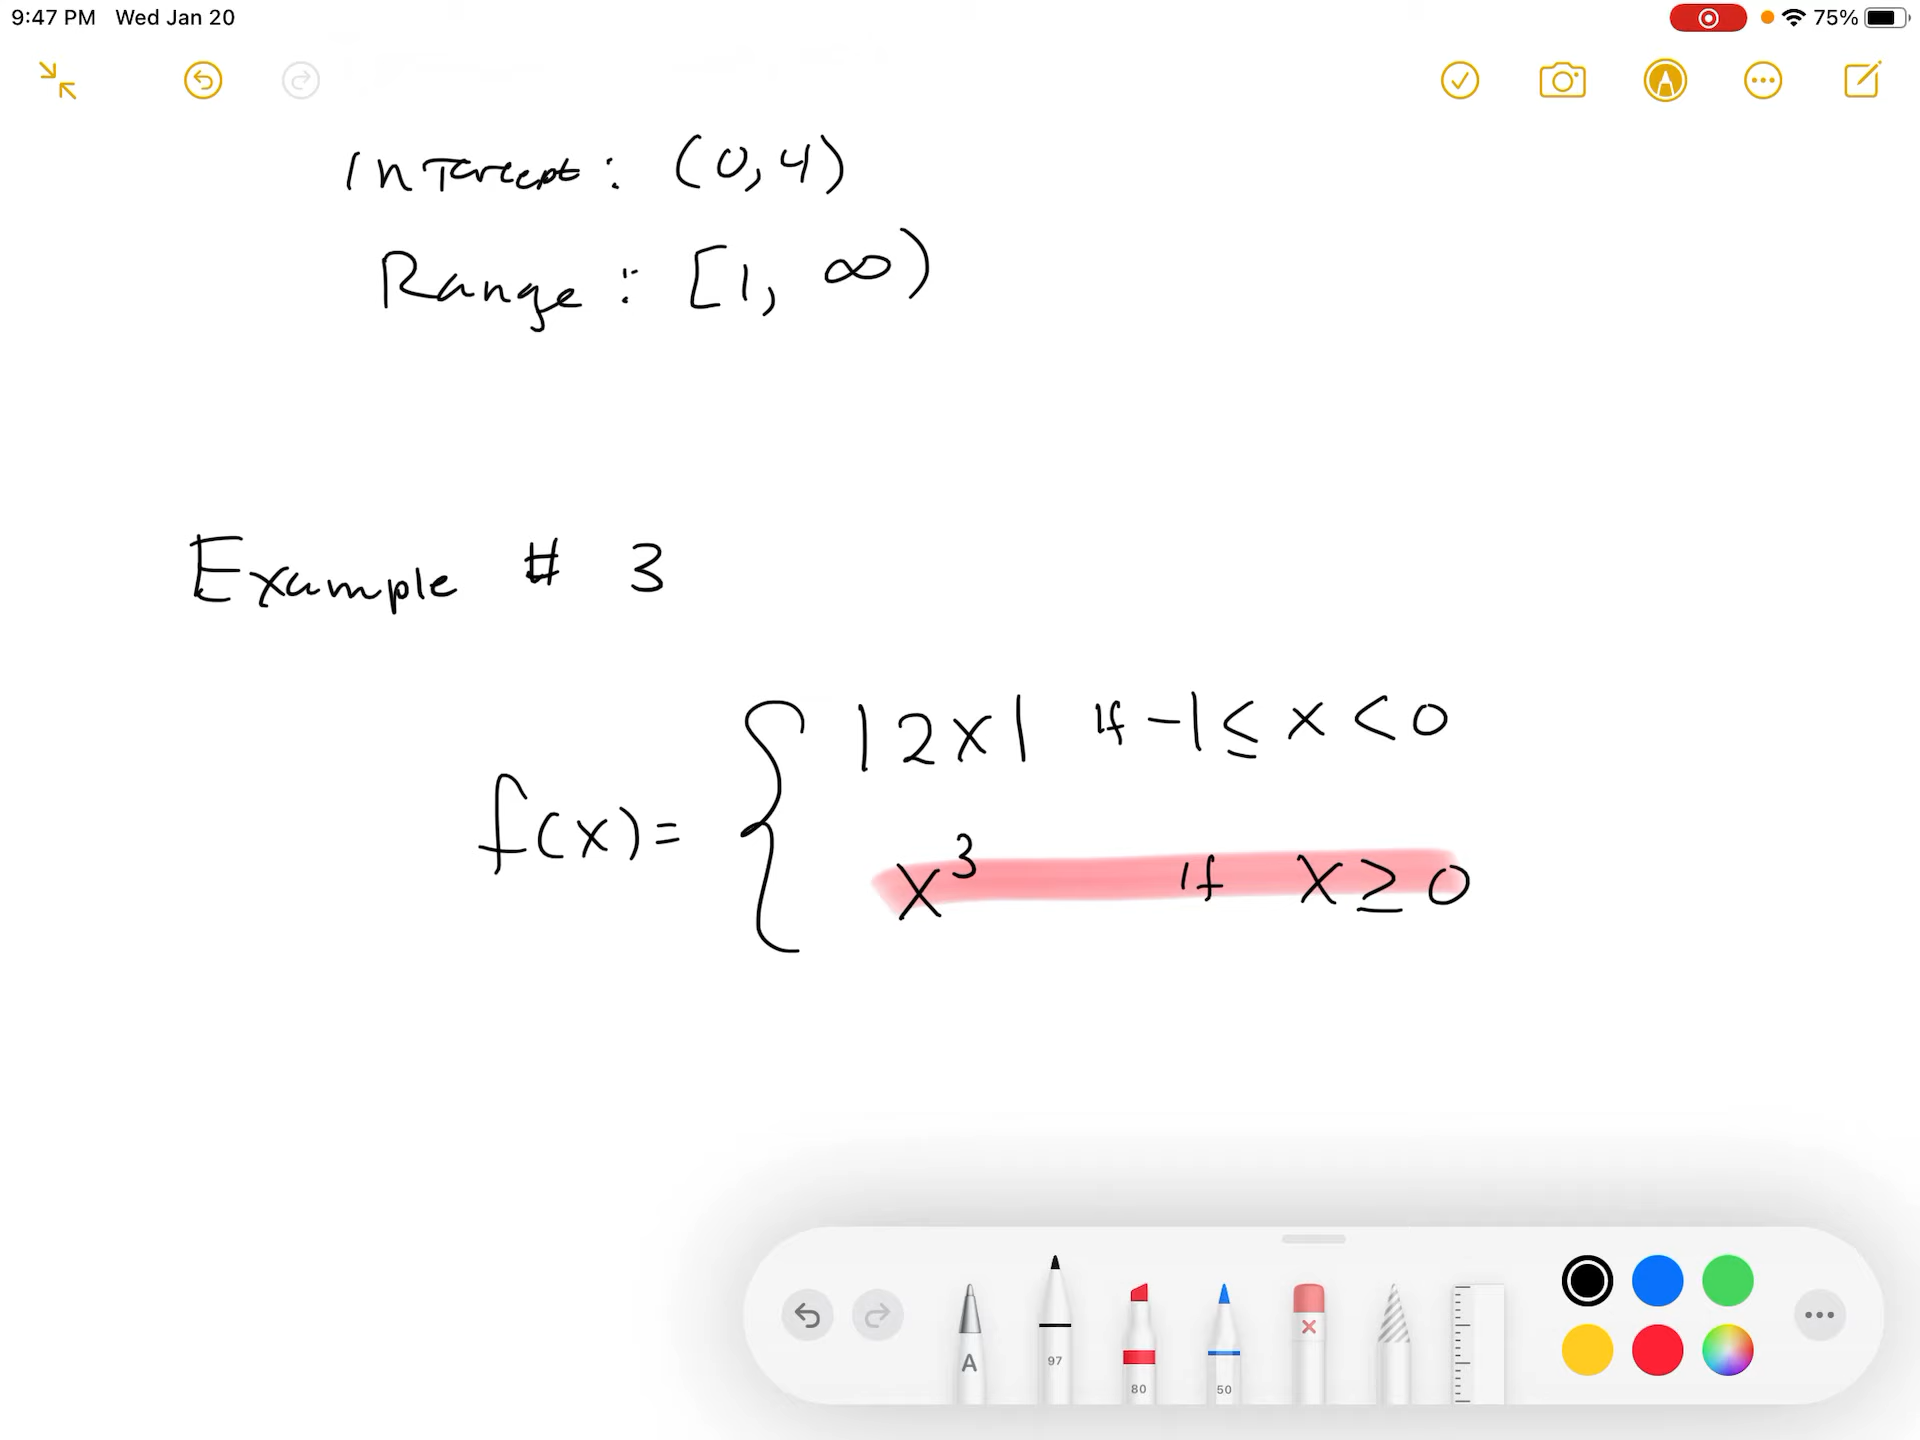 9:47 PM Wed Jan 20 75%
Intercept: (0,4)
Range: [1, ∞)
Example # 3
|2x| if -1 ≤ x < 0
f(x) = {
x³ if x ≥ 0
A 97 80 50